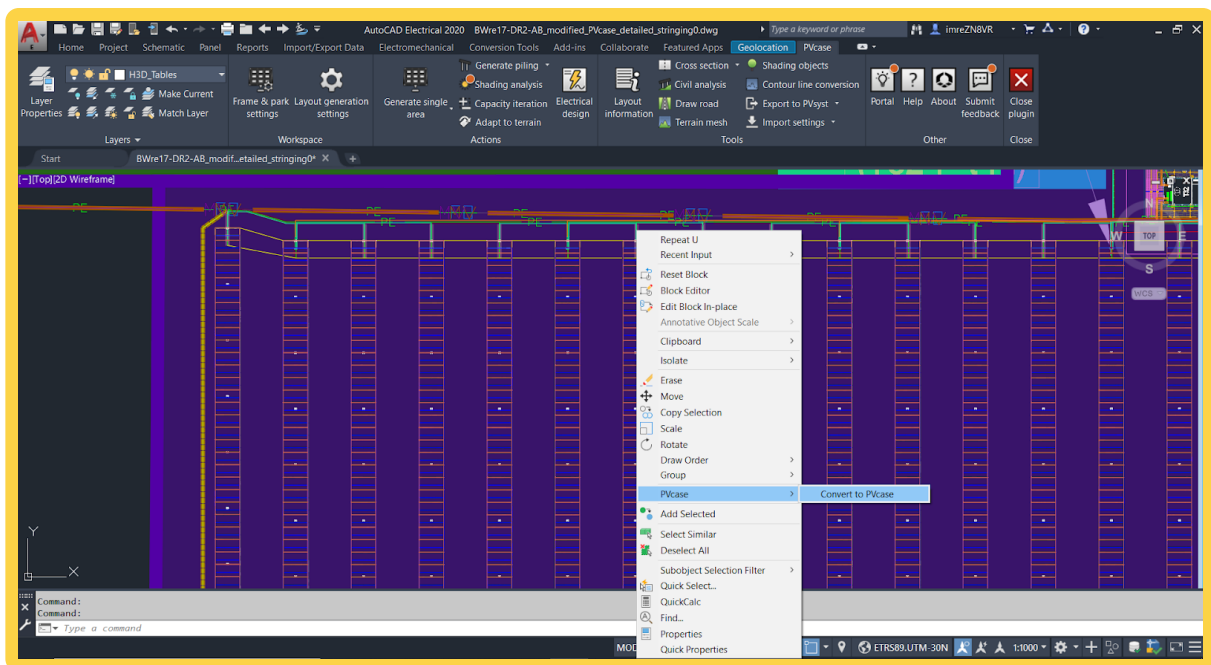 AutoCAD Electrical 2020 BWre17-DR2-AB_modified_PVcase_detailed_stringing0.dwg
Type a keyword or phrase
imreZN8VR
Home Project Schematic Panel Reports Import/Export Data Electromechanical Conversion Tools Add-ins Collaborate Featured Apps Geolocation PVcase
H3D_Tables
Make Current
Match Layer
Layer
Properties
Layers
Frame & park
settings
Layout generation
settings
Workspace
Generate single
area
Generate piling
Shading analysis
Capacity iteration
Adapt to terrain
Electrical
design
Actions
Layout
information
Cross section
Civil analysis
Draw road
Terrain mesh
Shading objects
Contour line conversion
Export to PVsyst
Import settings
Tools
Portal Help About
Submit
feedback
Other
Close
plugin
Close
Start BWre17-DR2-AB_modif...etailed_stringing0*
[−][Top][2D Wireframe]
PE
PE
PE
PE
PE
PE
PE
PE
N
W TOP E
S
WCS
Repeat U
Recent Input
Reset Block
Block Editor
Edit Block In-place
Annotative Object Scale
Clipboard
Isolate
Erase
Move
Copy Selection
Scale
Rotate
Draw Order
Group
PVcase
Convert to PVcase
Add Selected
Select Similar
Deselect All
Subobject Selection Filter
Quick Select...
QuickCalc
Find...
Properties
Quick Properties
Y
X
Command:
Command:
Type a command
ETRS89.UTM-30N
1:1000